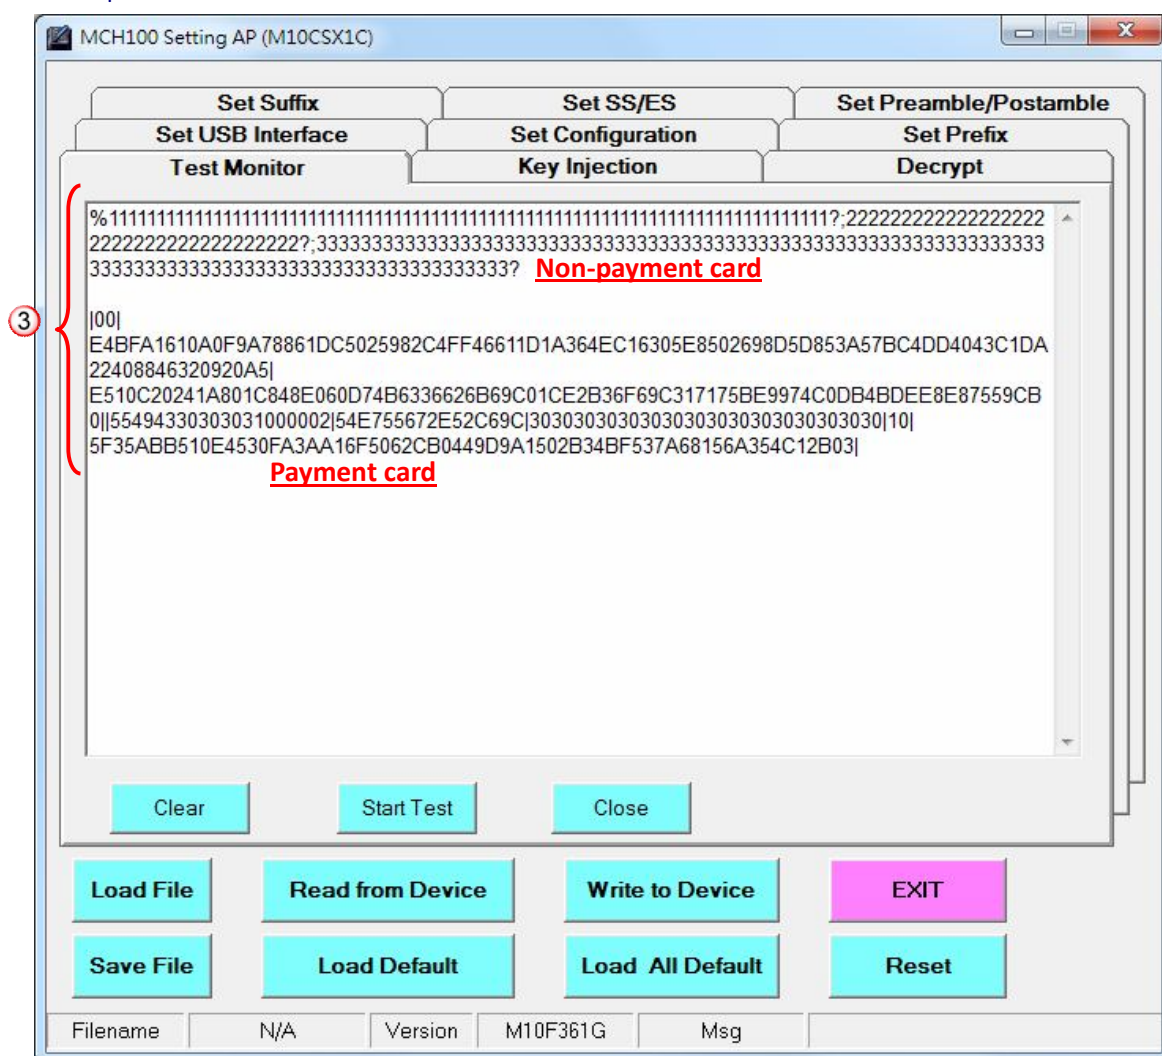 MCH100 Setting AP (M10CSX1C)
Set Suffix Set SS/ES Set Preamble/Postamble
Set USB Interface Set Configuration Set Prefix
Test Monitor Key Injection Decrypt
%1111111111111111111111111111111111111111111111111111111111111111111111111111?;222222222222222222
2222222222222222222?;333333333333333333333333333333333333333333333333333333333333333333
33333333333333333333333333333333333333? Non-payment card
3
|00|
E4BFA1610A0F9A78861DC5025982C4FF46611D1A364EC16305E8502698D5D853A57BC4DD4043C1DA
22408846320920A5|
E510C20241A801C848E060D74B6336626B69C01CE2B36F69C317175BE9974C0DB4BDEE8E87559CB
0||55494330303031000002|54E755672E52C69C|30303030303030303030303030303030|10|
5F35ABB510E4530FA3AA16F5062CB0449D9A1502B34BF537A68156A354C12B03|
Payment card
Clear Start Test Close
Load File Read from Device Write to Device EXIT
Save File Load Default Load All Default Reset
Filename N/A Version M10F361G Msg